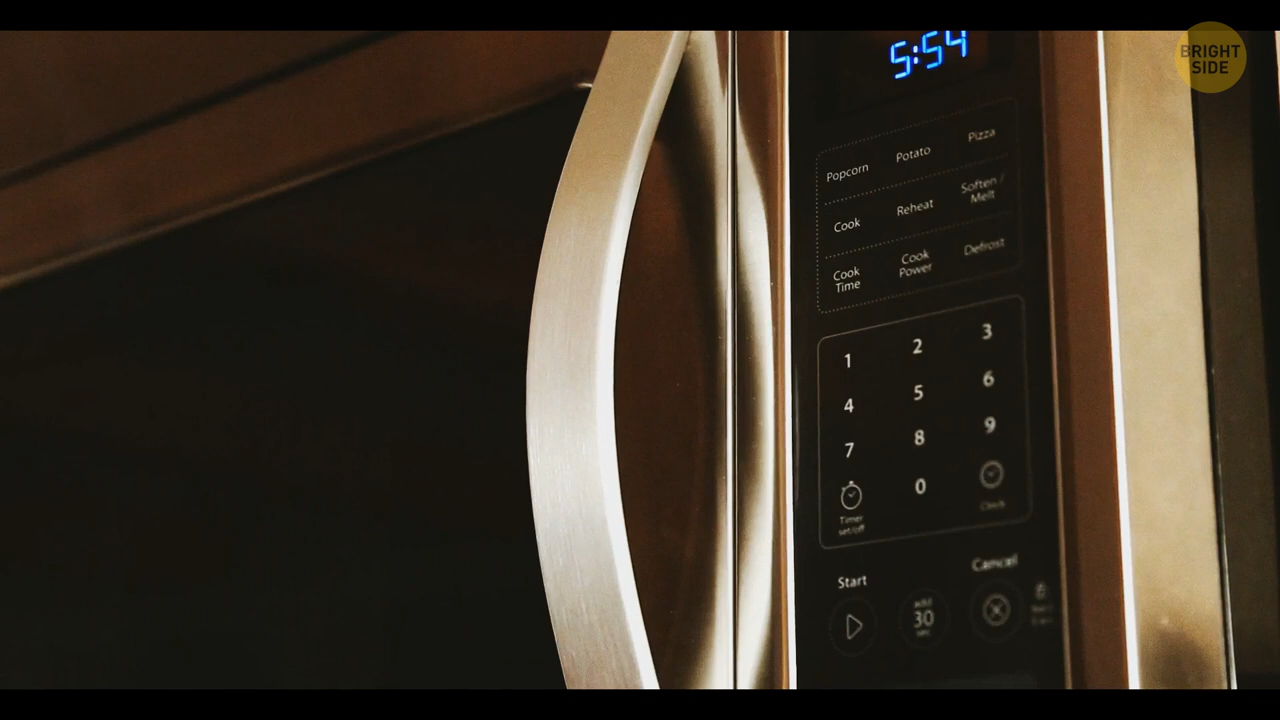 BRIGHT
SIDE
5:54
Popcorn Potato Pizza
Cook Reheat Soften /
Melt
Cook
Time
Cook
Power
Defrost
1 2 3
4 5 6
7 8 9
0
Timer
set/off
Clock
Start
Cancel
add
30
sec